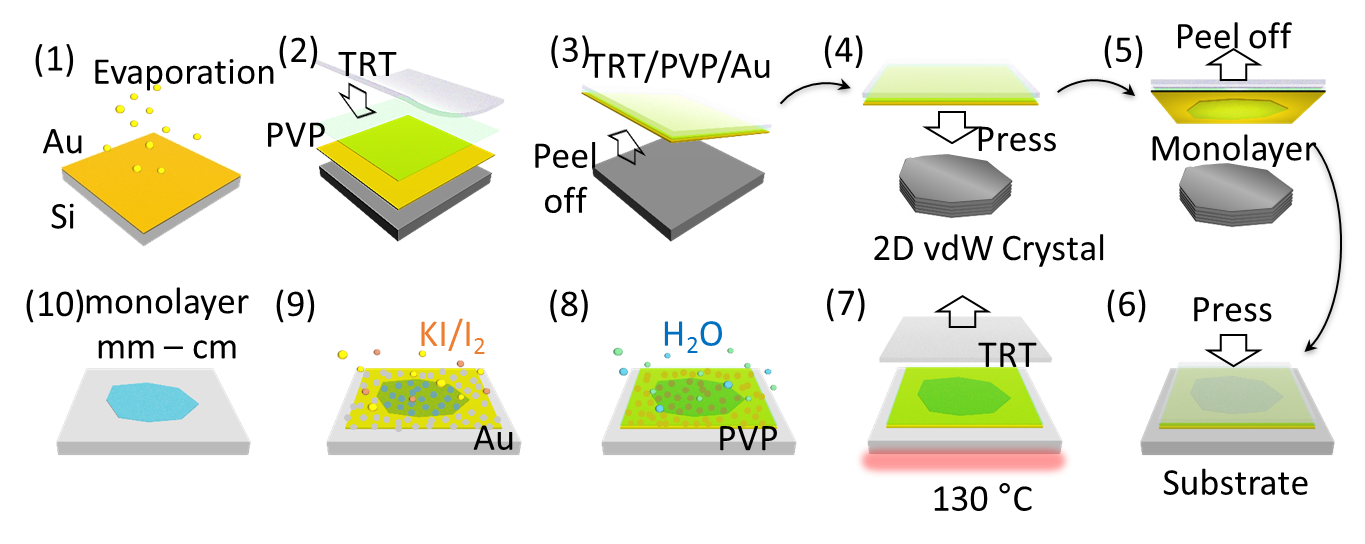 (1)
Evaporation
Au
Si
(2)
TRT
PVP
(3)
TRT/PVP/Au
Peel
off
(4)
Press
2D vdW Crystal
(5)
Peel off
Monolayer
(10) monolayer
mm – cm
(9)
KI/I₂
Au
(8)
H₂O
PVP
(7)
TRT
130 °C
(6)
Press
Substrate